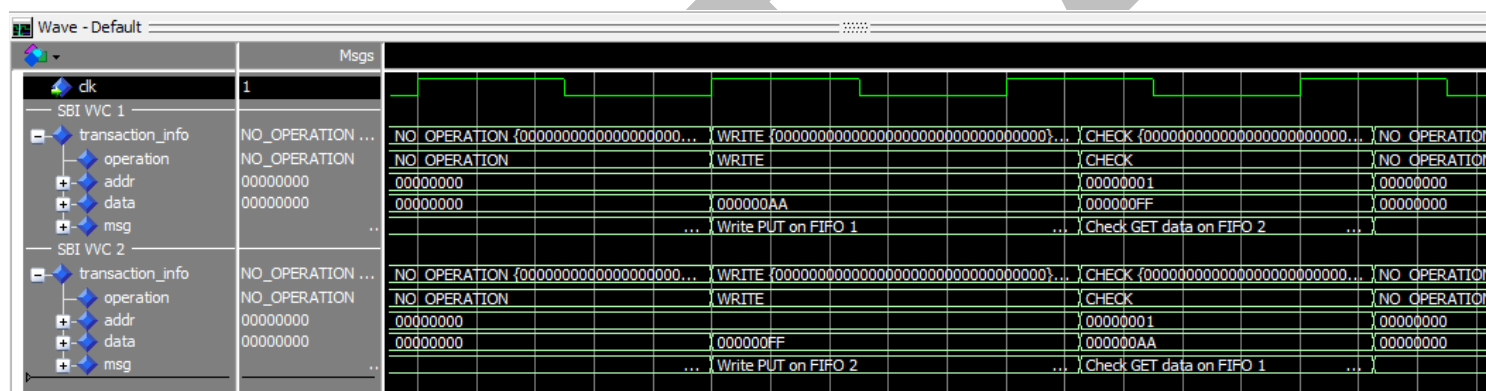 Wave - Default
Msgs
clk 1
SBI VVC 1
transaction_info NO_OPERATION ... NO_OPERATION {0000000000000000000... WRITE {00000000000000000000000000000000}... CHECK {000000000000000000000000... NO_OPERATION
operation NO_OPERATION NO_OPERATION WRITE CHECK NO_OPERATION
addr 00000000 00000000 00000001 00000000
data 00000000 00000000 000000AA 000000FF 00000000
msg .. ... Write PUT on FIFO 1 ... Check GET data on FIFO 2 ...
SBI VVC 2
transaction_info NO_OPERATION ... NO_OPERATION {0000000000000000000... WRITE {00000000000000000000000000000000}... CHECK {000000000000000000000000... NO_OPERATION
operation NO_OPERATION NO_OPERATION WRITE CHECK NO_OPERATION
addr 00000000 00000000 00000001 00000000
data 00000000 00000000 000000FF 000000AA 00000000
msg .. ... Write PUT on FIFO 2 ... Check GET data on FIFO 1 ...